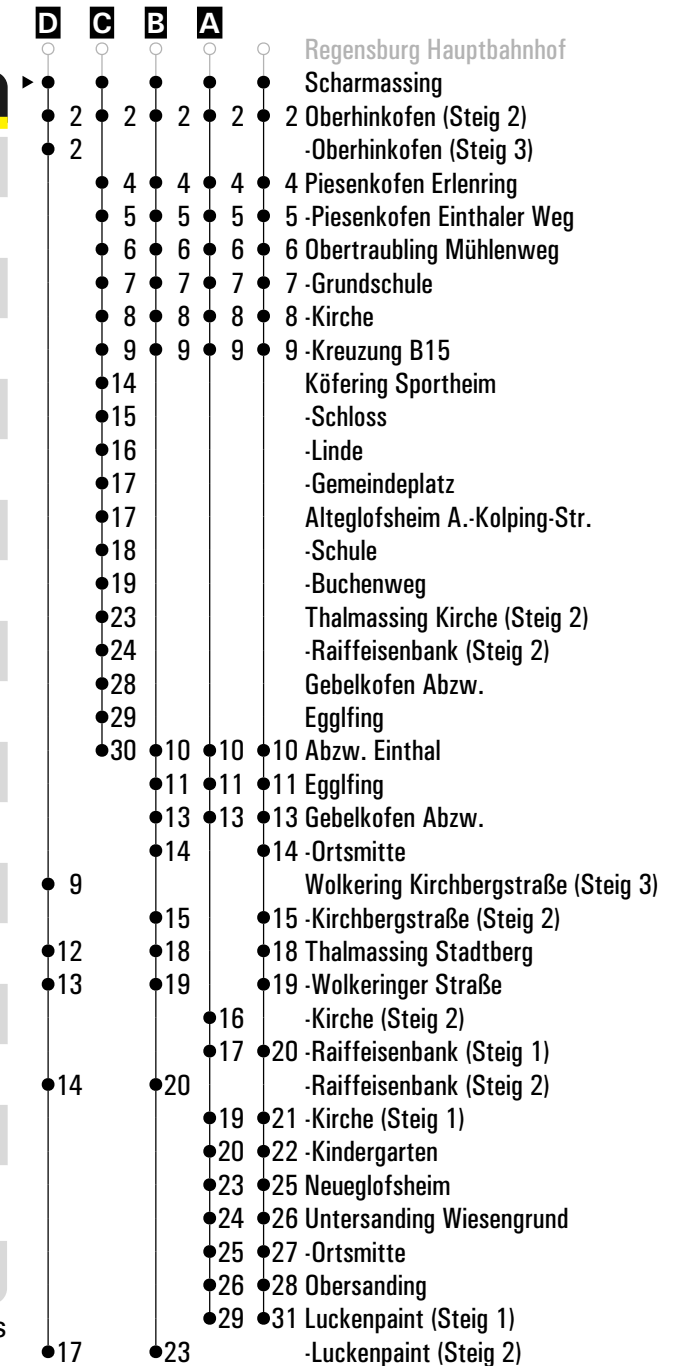 D C B A
Regensburg Hauptbahnhof
Scharmassing
2 2 2 2 2 Oberhinkofen (Steig 2)
2 -Oberhinkofen (Steig 3)
4 4 4 4 Piesenkofen Erlenring
5 5 5 5 -Piesenkofen Einthaler Weg
6 6 6 6 Obertraubling Mühlenweg
7 7 7 7 -Grundschule
8 8 8 8 -Kirche
9 9 9 9 -Kreuzung B15
14 Köfering Sportheim
15 -Schloss
16 -Linde
17 -Gemeindeplatz
17 Alteglofsheim A.-Kolping-Str.
18 -Schule
19 -Buchenweg
23 Thalmassing Kirche (Steig 2)
24 -Raiffeisenbank (Steig 2)
28 Gebelkofen Abzw.
29 Egglfing
30 10 10 10 Abzw. Einthal
11 11 11 Egglfing
13 13 13 Gebelkofen Abzw.
14 14 -Ortsmitte
9 Wolkering Kirchbergstraße (Steig 3)
15 15 -Kirchbergstraße (Steig 2)
12 18 18 Thalmassing Stadtberg
13 19 19 -Wolkeringer Straße
16 -Kirche (Steig 2)
17 20 -Raiffeisenbank (Steig 1)
14 20 -Raiffeisenbank (Steig 2)
19 21 -Kirche (Steig 1)
20 22 -Kindergarten
23 25 Neueglofsheim
24 26 Untersanding Wiesengrund
25 27 -Ortsmitte
26 28 Obersanding
29 31 Luckenpaint (Steig 1)
s
17 23 -Luckenpaint (Steig 2)